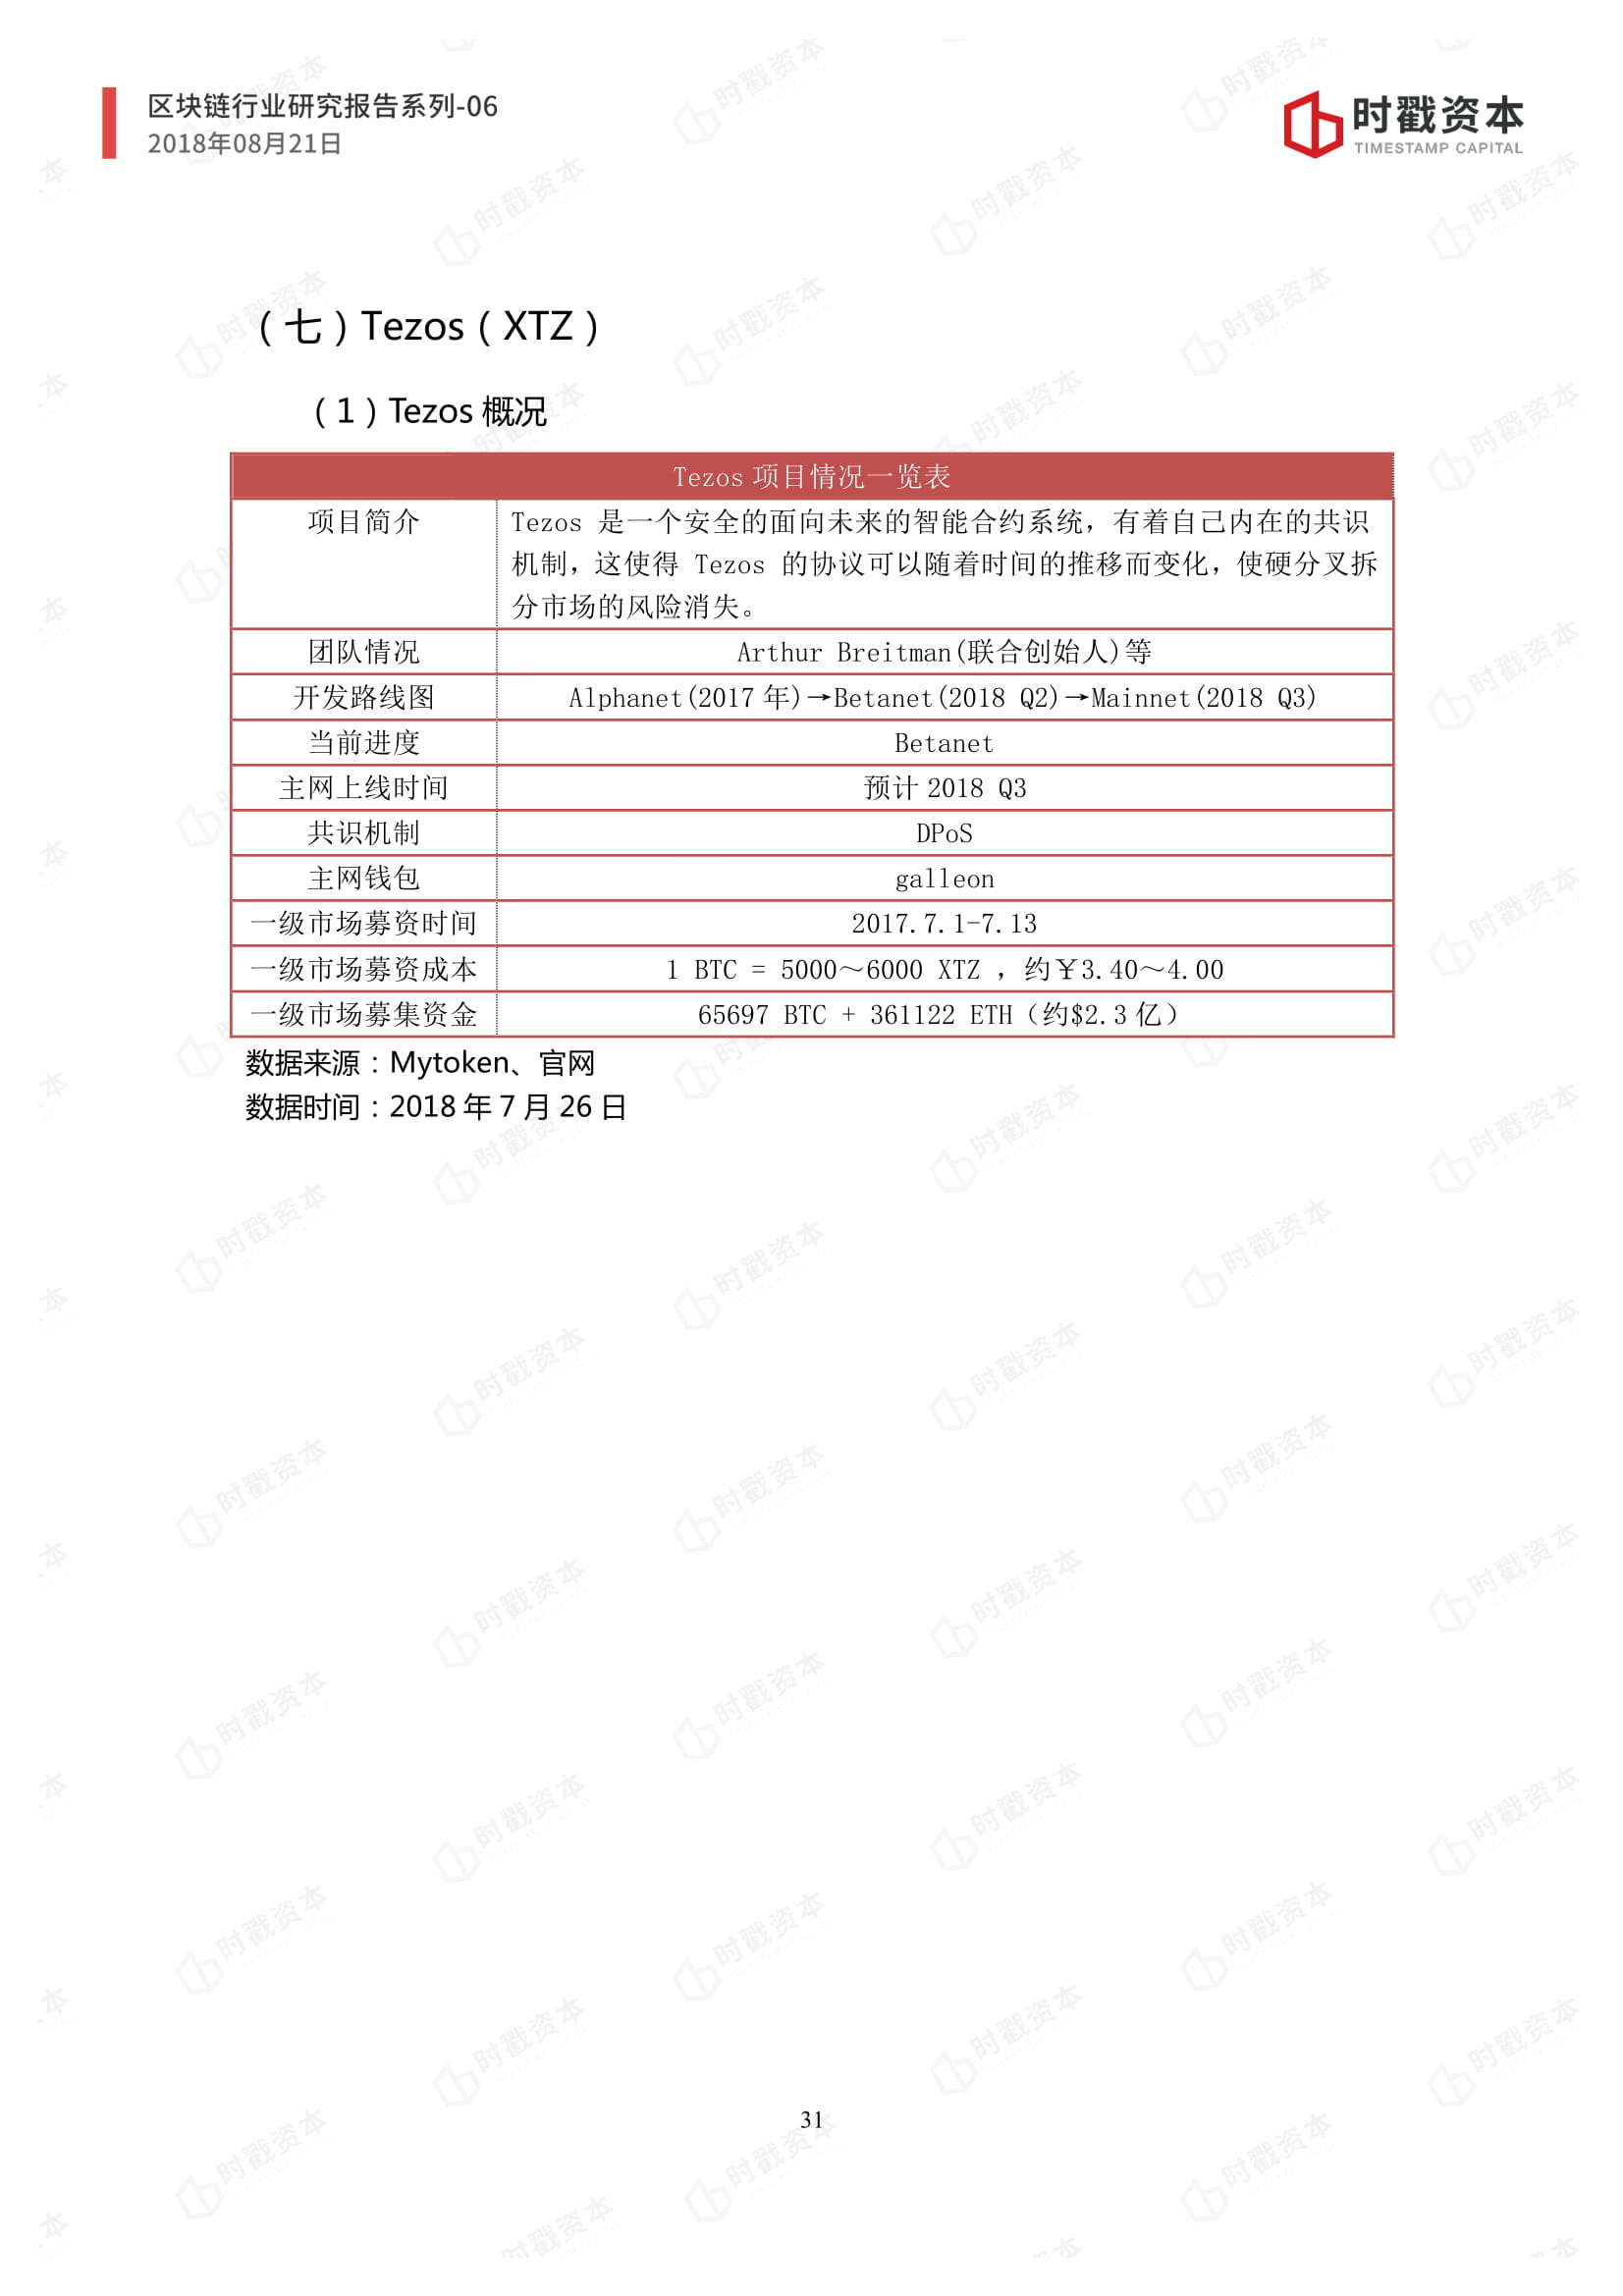 区块链行业研究报告系列-06
2018年08月21日
时戳资本
TIMESTAMP CAPITAL
（七）Tezos（XTZ）
（1）Tezos 概况
Tezos 项目情况一览表
项目简介
Tezos 是一个安全的面向未来的智能合约系统，有着自己内在的共识
机制，这使得 Tezos 的协议可以随着时间的推移而变化，使硬分叉拆
分市场的风险消失。
团队情况 Arthur Breitman(联合创始人)等
开发路线图 Alphanet(2017 年)→Betanet(2018 Q2)→Mainnet(2018 Q3)
当前进度 Betanet
主网上线时间 预计 2018 Q3
共识机制 DPoS
主网钱包 galleon
一级市场募资时间 2017.7.1-7.13
一级市场募资成本 1 BTC = 5000～6000 XTZ ，约￥3.40～4.00
一级市场募集资金 65697 BTC + 361122 ETH（约$2.3 亿）
数据来源：Mytoken、官网
数据时间：2018 年 7 月 26 日
31